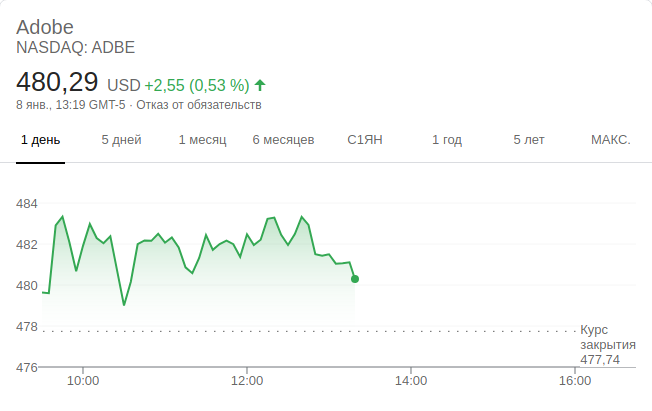 Adobe
NASDAQ: ADBE
480,29 USD +2,55 (0,53 %)
8 янв., 13:19 GMT-5 · Отказ от обязательств
1 день 5 дней 1 месяц 6 месяцев С1ЯН 1 год 5 лет МАКС.
484
482
480
478
476
Курс
закрытия
477,74
10:00 12:00 14:00 16:00